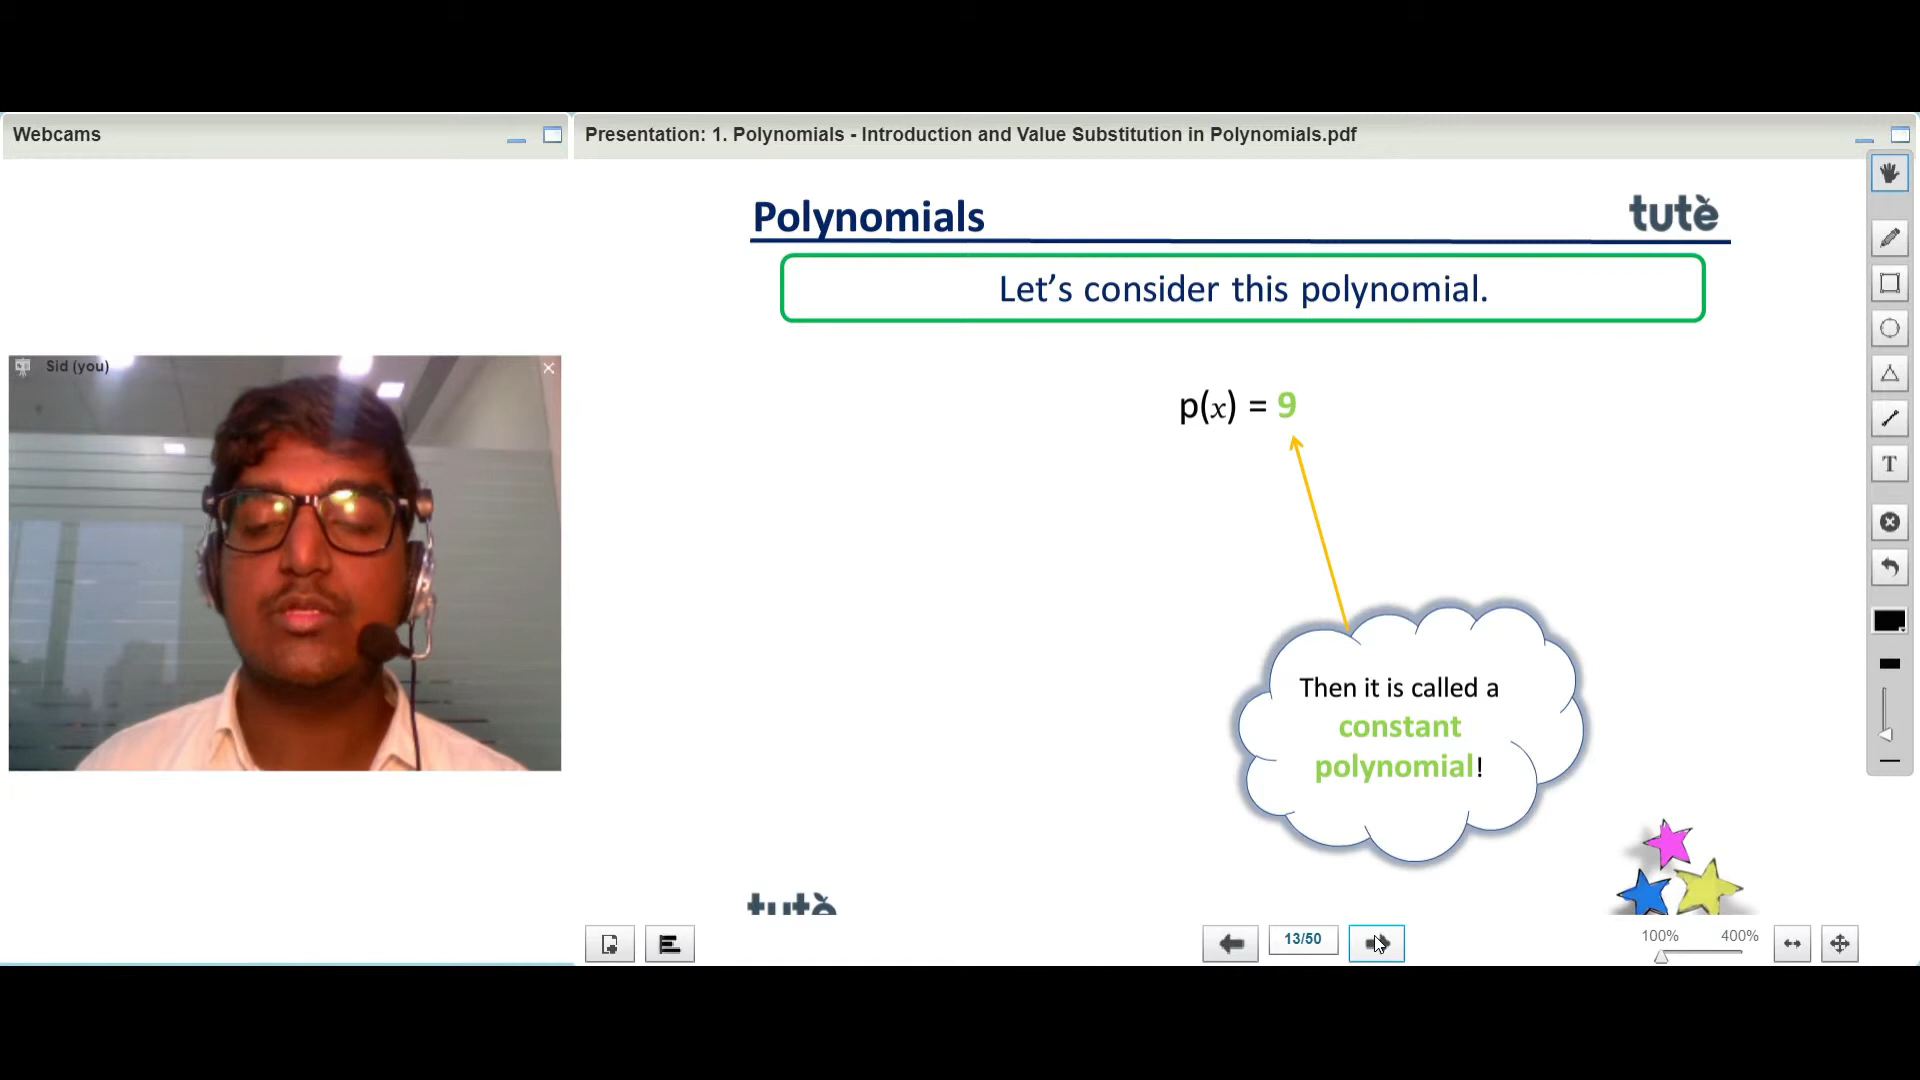 Webcams
Presentation: 1. Polynomials - Introduction and Value Substitution in Polynomials.pdf
Polynomials
tutè
Let’s consider this polynomial.
Sid (you)
p(x) = 9
Then it is called a
constant
polynomial!
tutè
13/50
100%
400%
T